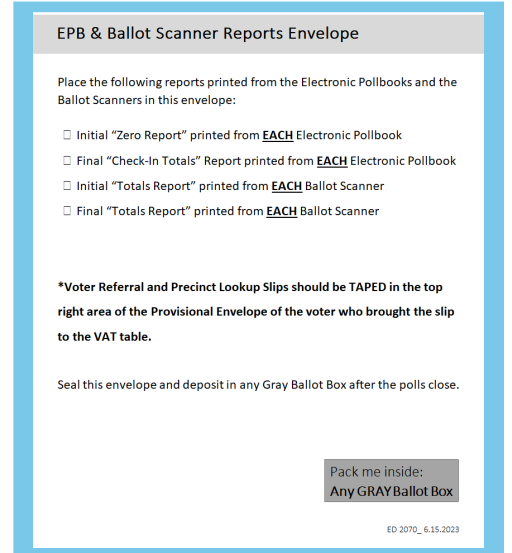 EPB & Ballot Scanner Reports Envelope
Place the following reports printed from the Electronic Pollbooks and the
Ballot Scanners in this envelope:
☐ Initial “Zero Report” printed from EACH Electronic Pollbook
☐ Final “Check-In Totals” Report printed from EACH Electronic Pollbook
☐ Initial “Totals Report” printed from EACH Ballot Scanner
☐ Final “Totals Report” printed from EACH Ballot Scanner
*Voter Referral and Precinct Lookup Slips should be TAPED in the top
right area of the Provisional Envelope of the voter who brought the slip
to the VAT table.
Seal this envelope and deposit in any Gray Ballot Box after the polls close.
Pack me inside:
Any GRAY Ballot Box
ED 2070_ 6.15.2023